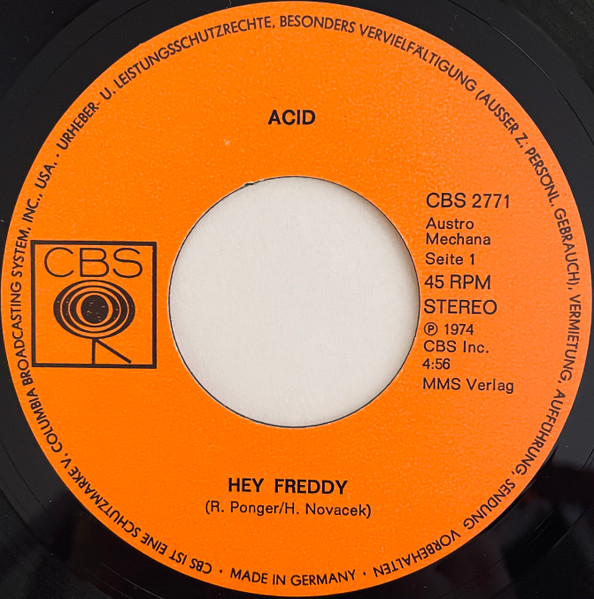 URHEBER- U. LEISTUNGSSCHUTZRECHTE, BESONDERS VERVIELFÄLTIGUNG (AUSSER Z. PERSÖNL. GEBRAUCH), VERMIETUNG, AUFFÜHRUNG, SENDUNG VORBEHALTEN
ACID
CBS 2771
Austro
Mechana
Seite 1
45 RPM
STEREO
℗ 1974
CBS Inc.
4:56
MMS Verlag
CBS
HEY FREDDY
(R. Ponger/H. Novacek)
CBS IST EINE SCHUTZMARKE V. COLUMBIA BROADCASTING SYSTEM, INC., USA. ·
· MADE IN GERMANY ·